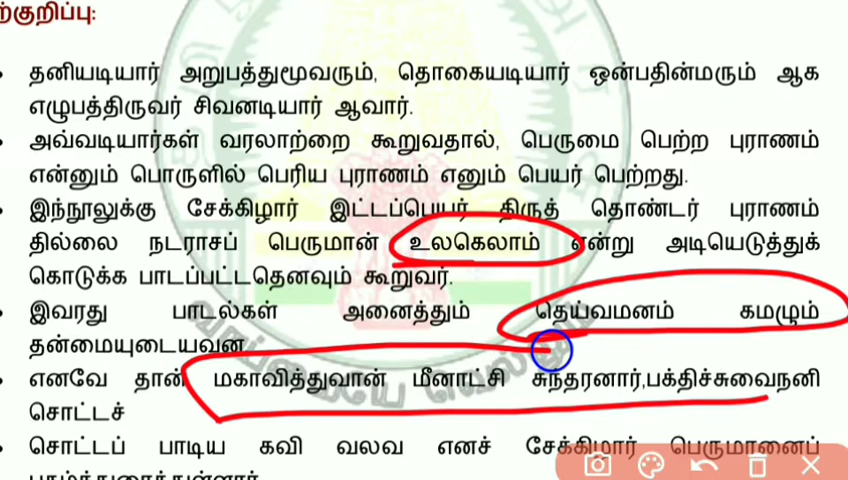 ற்குறிப்பு:
• தனியடியார் அறுபத்துமூவரும், தொகையடியார் ஒன்பதின்மரும் ஆக
எழுபத்திருவர் சிவனடியார் ஆவார்.
• அவ்வடியார்கள் வரலாற்றை கூறுவதால், பெருமை பெற்ற புராணம்
என்னும் பொருளில் பெரிய புராணம் எனும் பெயர் பெற்றது.
• இந்நூலுக்கு சேக்கிழார் இட்டப்பெயர் திருத் தொண்டர் புராணம்
தில்லை நடராசப் பெருமான் உலகெலாம் என்று அடியெடுத்துக்
கொடுக்க பாடப்பட்டதெனவும் கூறுவர்.
• இவரது பாடல்கள் அனைத்தும் தெய்வமனம் கமழும்
தன்மையுடையவன
• எனவே தான் மகாவித்துவான் மீனாட்சி சுந்தரனார்,பக்திச்சுவைநனி
சொட்டச்
• சொட்டப் பாடிய கவி வலவ எனச் சேக்கிழார் பெருமானைப்